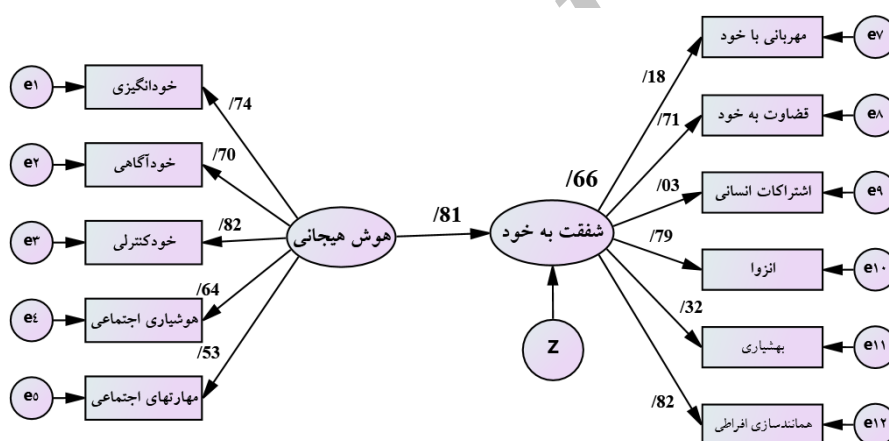 e۱
خودانگیزی
/74
e۲
خودآگاهی
/70
e۳
خودکنترلی
/82
e٤
هوشیاری اجتماعی
/64
e٥
مهارتهای اجتماعی
/53
هوش هیجانی
/81
/66
شفقت به خود
Z
/18
مهربانی با خود
e۷
/71
قضاوت به خود
e۸
/03
اشتراکات انسانی
e۹
/79
انزوا
e۱۰
/32
بهشیاری
e۱۱
/82
همانندسازی افراطی
e۱۲